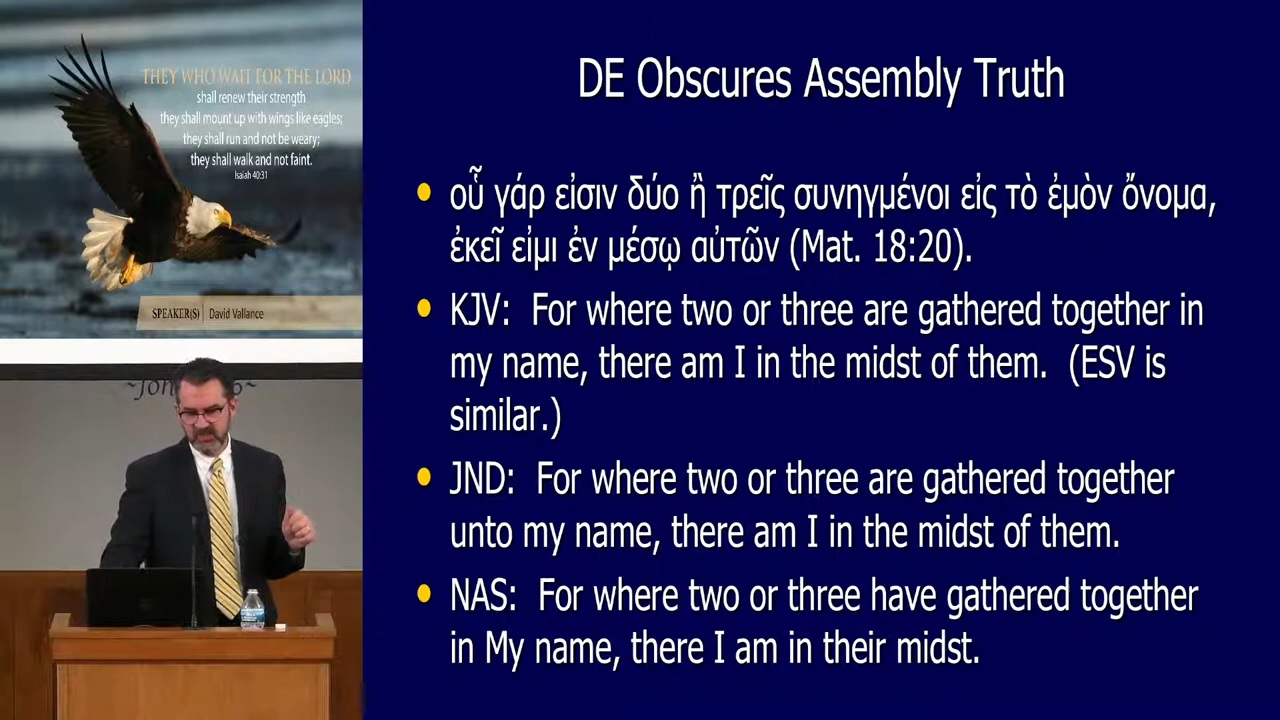 THEY WHO WAIT FOR THE LORD
shall renew their strength
they shall mount up with wings like eagles;
they shall run and not be weary;
they shall walk and not faint.
Isaiah 40:31
SPEAKER(S) David Vallance
DE Obscures Assembly Truth
• οὗ γάρ εἰσιν δύο ἢ τρεῖς συνηγμένοι εἰς τὸ ἐμὸν ὄνομα,
ἐκεῖ εἰμι ἐν μέσῳ αὐτῶν (Mat. 18:20).
• KJV: For where two or three are gathered together in
my name, there am I in the midst of them. (ESV is
similar.)
• JND: For where two or three are gathered together
unto my name, there am I in the midst of them.
• NAS: For where two or three have gathered together
in My name, there I am in their midst.